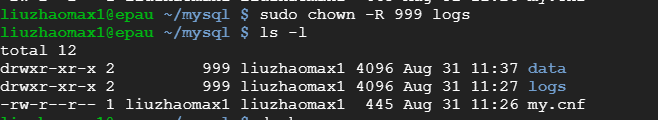 liuzhaomax1@epau ~/mysql $ sudo chown -R 999 logs
liuzhaomax1@epau ~/mysql $ ls -l
total 12
drwxr-xr-x 2         999 liuzhaomax1 4096 Aug 31 11:37 data
drwxr-xr-x 2         999 liuzhaomax1 4096 Aug 31 11:27 logs
-rw-r--r-- 1 liuzhaomax1 liuzhaomax1  445 Aug 31 11:26 my.cnf